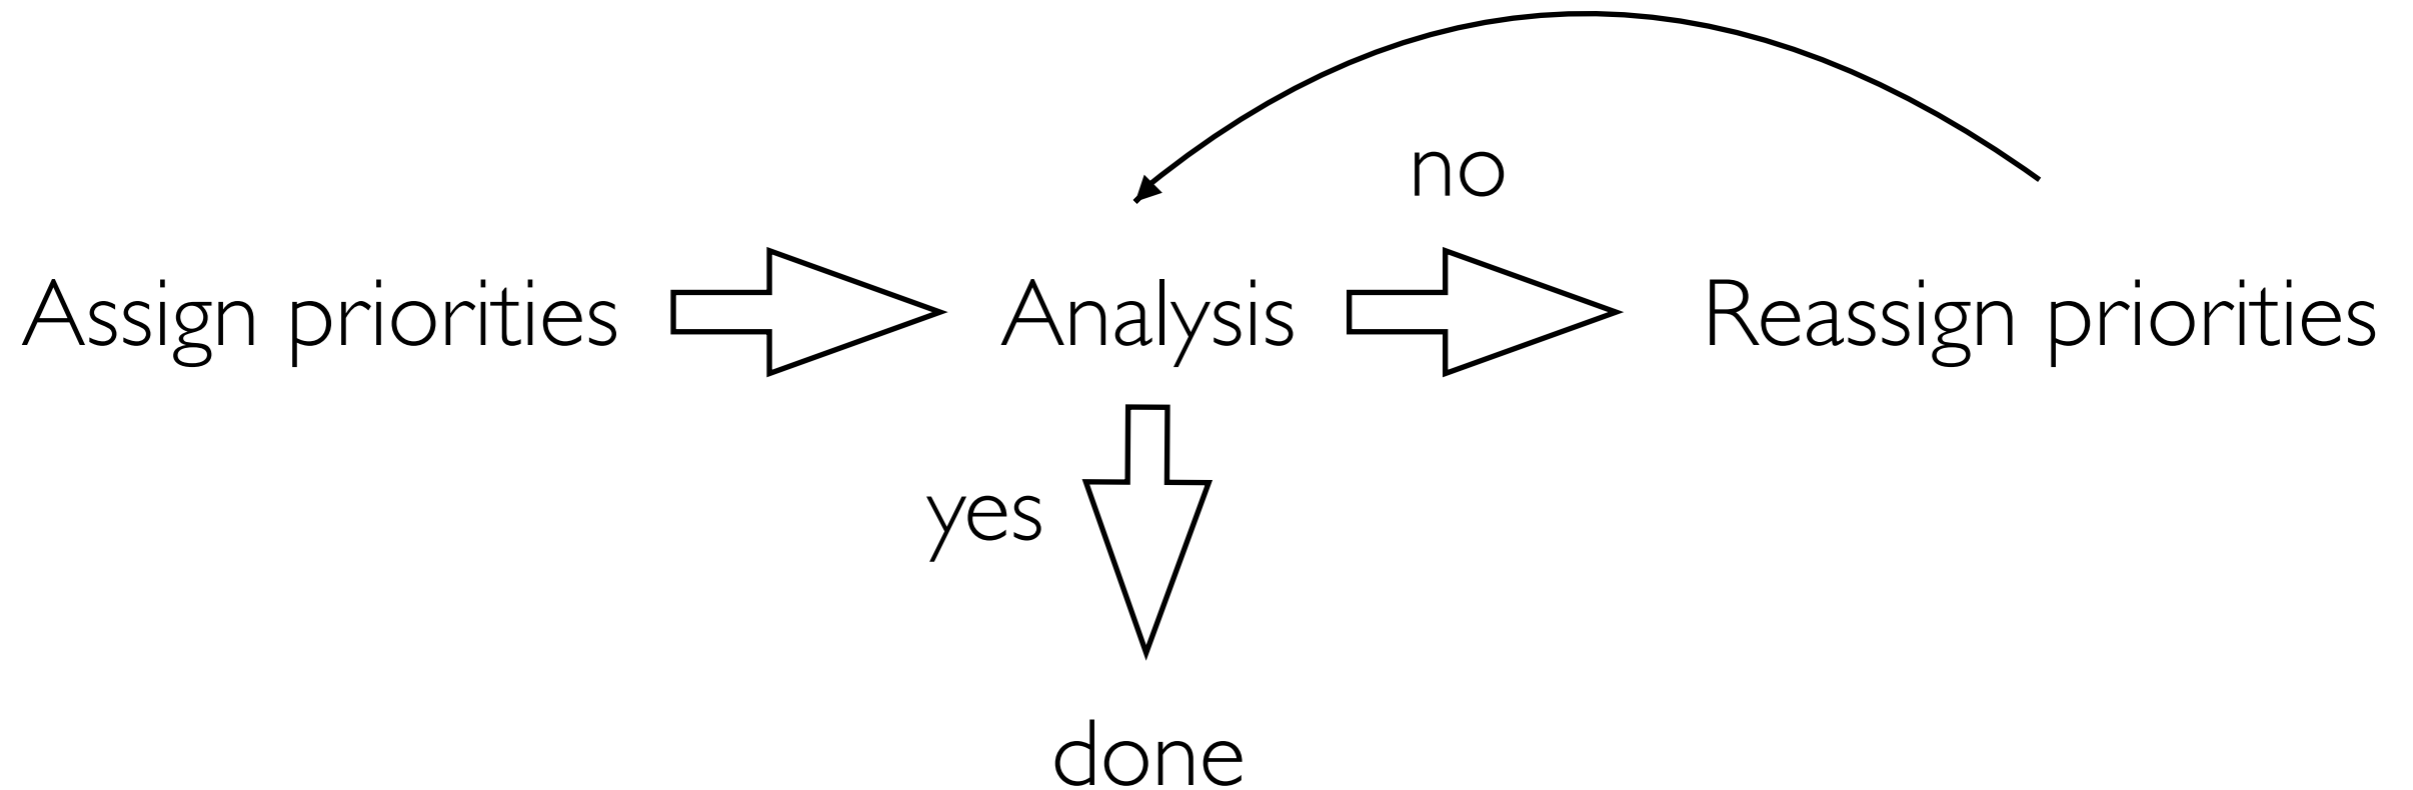 no
Assign priorities
Analysis
Reassign priorities
yes
done